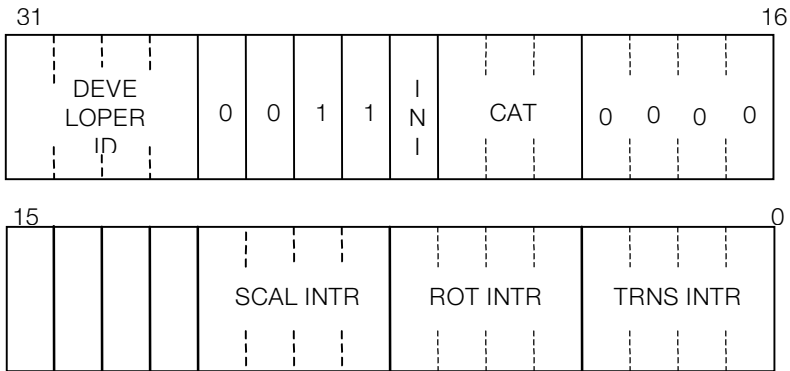 31 16
DEVE
LOPER
ID
0 0 1 1
I
N
I
CAT
0 0 0 0
15 0
SCAL INTR ROT INTR TRNS INTR